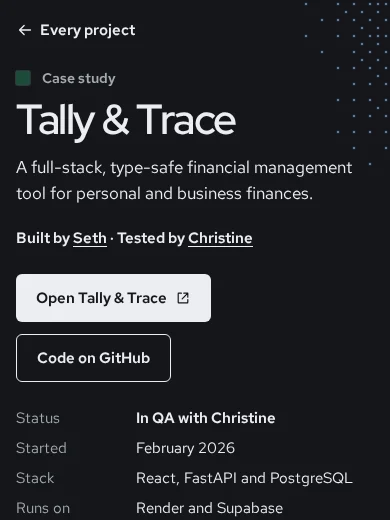 ← Every project
Case study
Tally & Trace
A full-stack, type-safe financial management
tool for personal and business finances.
Built by Seth · Tested by Christine
Open Tally & Trace
Code on GitHub
Status In QA with Christine
Started February 2026
Stack React, FastAPI and PostgreSQL
Runs on Render and Supabase